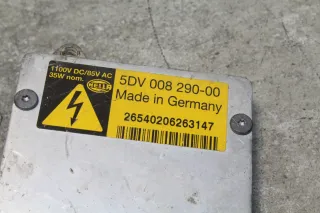 1100V DC/85V AC
35W nom.
HELLA
5DV 008 290-00
Made in Germany
26540206263147